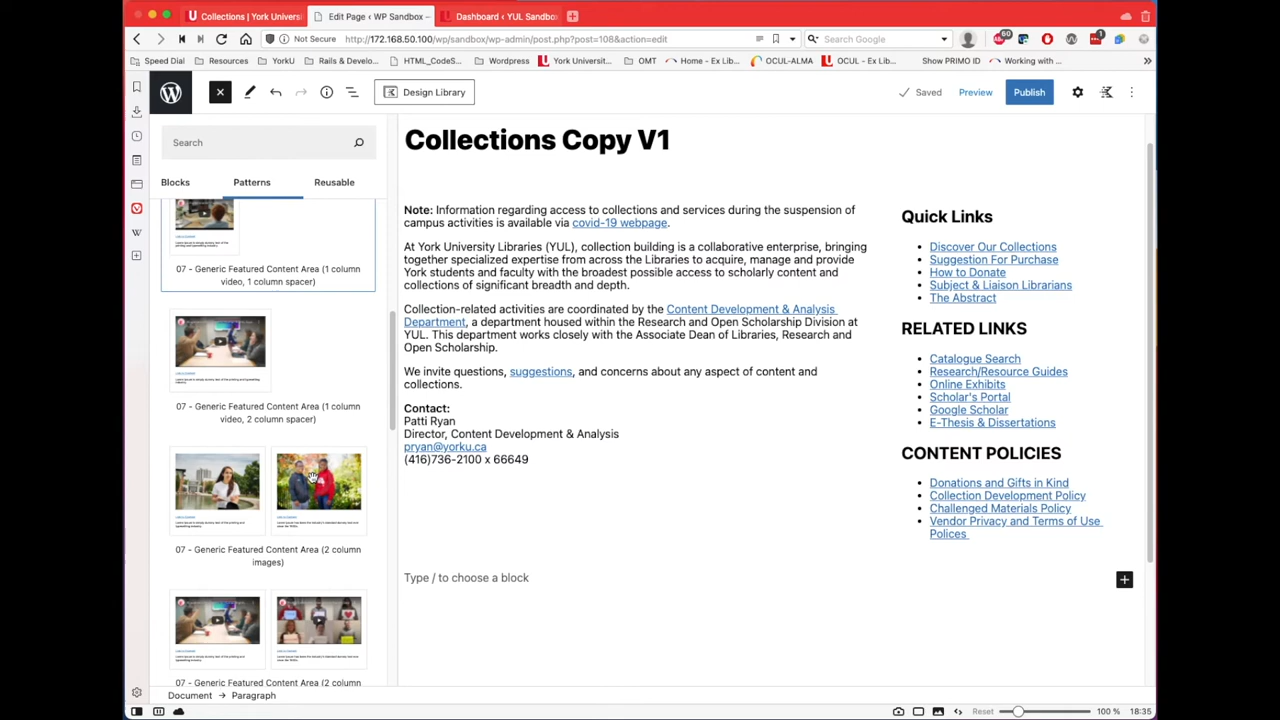 Collections | York Universi
Edit Page ‹ WP Sandbox —
Dashboard ‹ YUL Sandbox
Not Secure
http://172.168.50.100/wp/sandbox/wp-admin/post.php?post=108&action=edit
Search Google
60
1
Speed Dial
Resources
YorkU
Rails & Develo...
HTML_CodeS...
Wordpress
York Universit...
OMT
Home - Ex Lib...
OCUL-ALMA
OCUL - Ex Lib...
Show PRIMO ID
Working with ...
Design Library
Saved
Preview
Publish
Search
Blocks
Patterns
Reusable
07 - Generic Featured Content Area (1 column
video, 1 column spacer)
07 - Generic Featured Content Area (1 column
video, 2 column spacer)
07 - Generic Featured Content Area (2 column
images)
07 - Generic Featured Content Area (2 column
Collections Copy V1
Note: Information regarding access to collections and services during the suspension of
campus activities is available via covid-19 webpage.
At York University Libraries (YUL), collection building is a collaborative enterprise, bringing
together specialized expertise from across the Libraries to acquire, manage and provide
York students and faculty with the broadest possible access to scholarly content and
collections of significant breadth and depth.
Collection-related activities are coordinated by the Content Development & Analysis
Department, a department housed within the Research and Open Scholarship Division at
YUL. This department works closely with the Associate Dean of Libraries, Research and
Open Scholarship.
We invite questions, suggestions, and concerns about any aspect of content and
collections.
Contact:
Patti Ryan
Director, Content Development & Analysis
pryan@yorku.ca
(416)736-2100 x 66649
Type / to choose a block
Quick Links
Discover Our Collections
Suggestion For Purchase
How to Donate
Subject & Liaison Librarians
The Abstract
RELATED LINKS
Catalogue Search
Research/Resource Guides
Online Exhibits
Scholar's Portal
Google Scholar
E-Thesis & Dissertations
CONTENT POLICIES
Donations and Gifts in Kind
Collection Development Policy
Challenged Materials Policy
Vendor Privacy and Terms of Use
Polices
Document → Paragraph
Reset
100 %
18:35